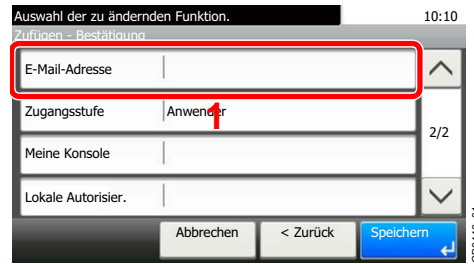 Auswahl der zu ändernden Funktion. 10:10
Zufügen - Bestätigung
E-Mail-Adresse
Zugangsstufe Anwender
1
2/2
Meine Konsole
Lokale Autorisier.
Abbrechen < Zurück Speichern